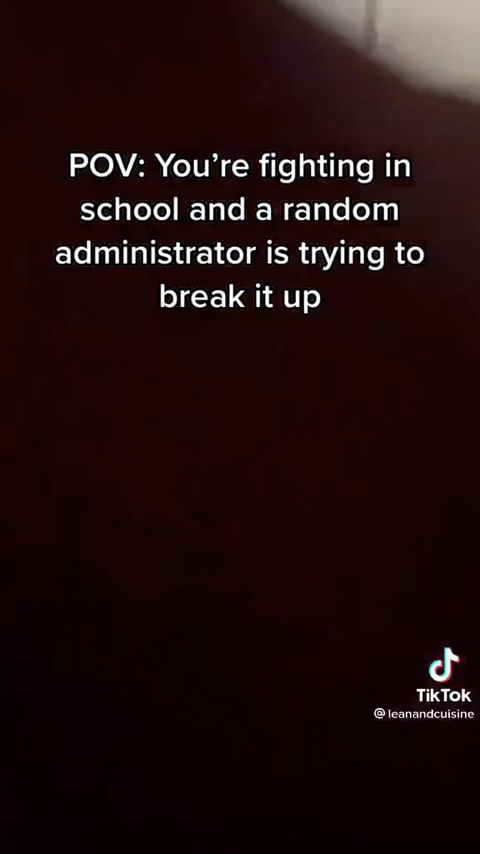 POV: You’re fighting in
school and a random
administrator is trying to
break it up
TikTok
@leanandcuisine